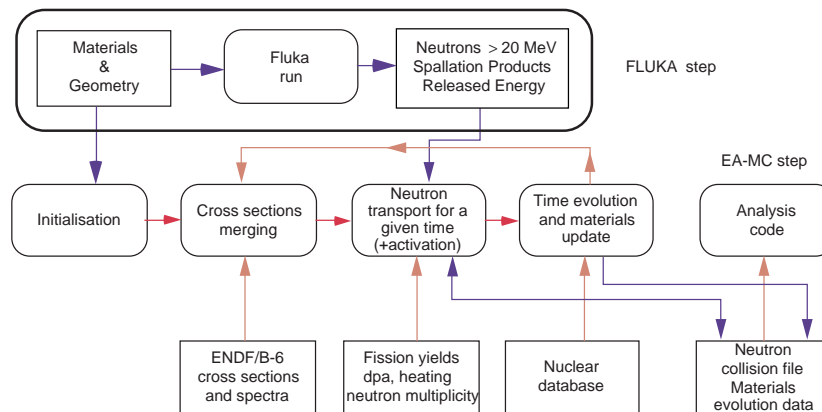 Materials
&
Geometry
Fluka
run
Neutrons > 20 MeV
Spallation Products
Released Energy
FLUKA step
EA-MC step
Initialisation
Cross sections
merging
Neutron
transport for a
given time
(+activation)
Time evolution
and materials
update
Analysis
code
ENDF/B-6
cross sections
and spectra
Fission yields
dpa, heating
neutron multiplicity
Nuclear
database
Neutron
collision file
Materials
evolution data